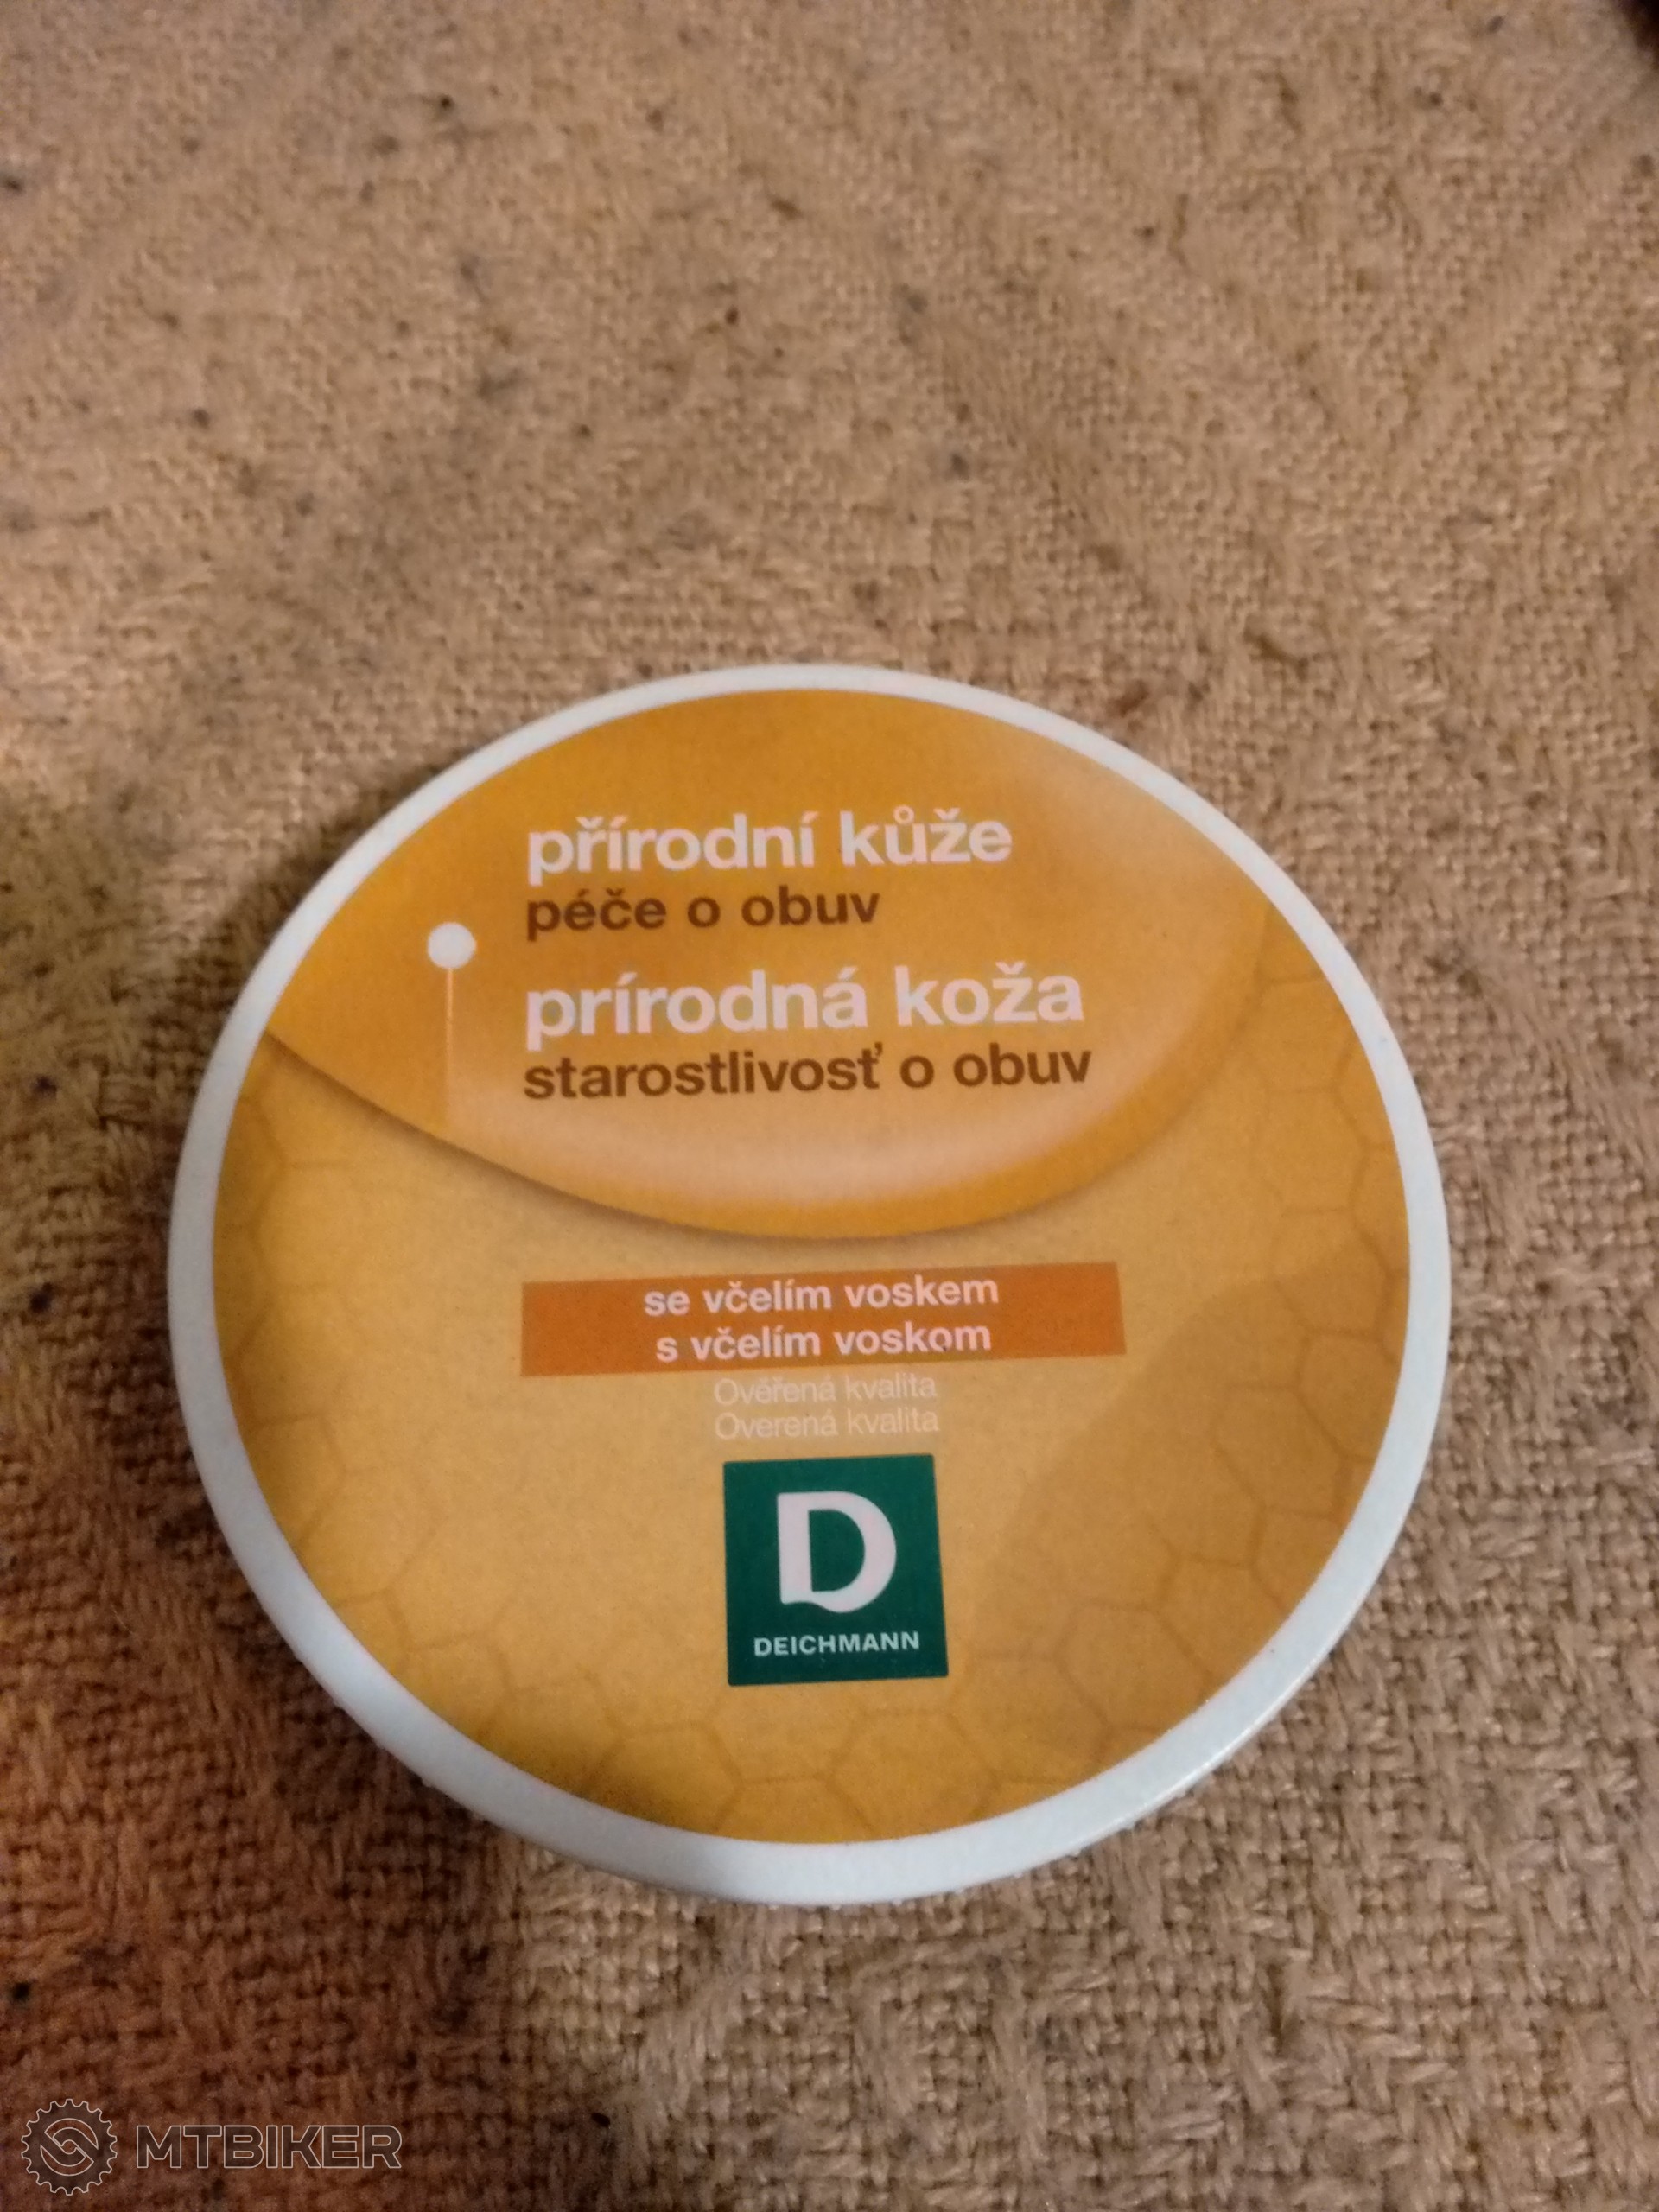 přírodní kůže
péče o obuv
prírodná koža
starostlivosť o obuv
se včelím voskem
s včelím voskom
Ověřená kvalita
Overená kvalita
D
DEICHMANN
MTBIKER